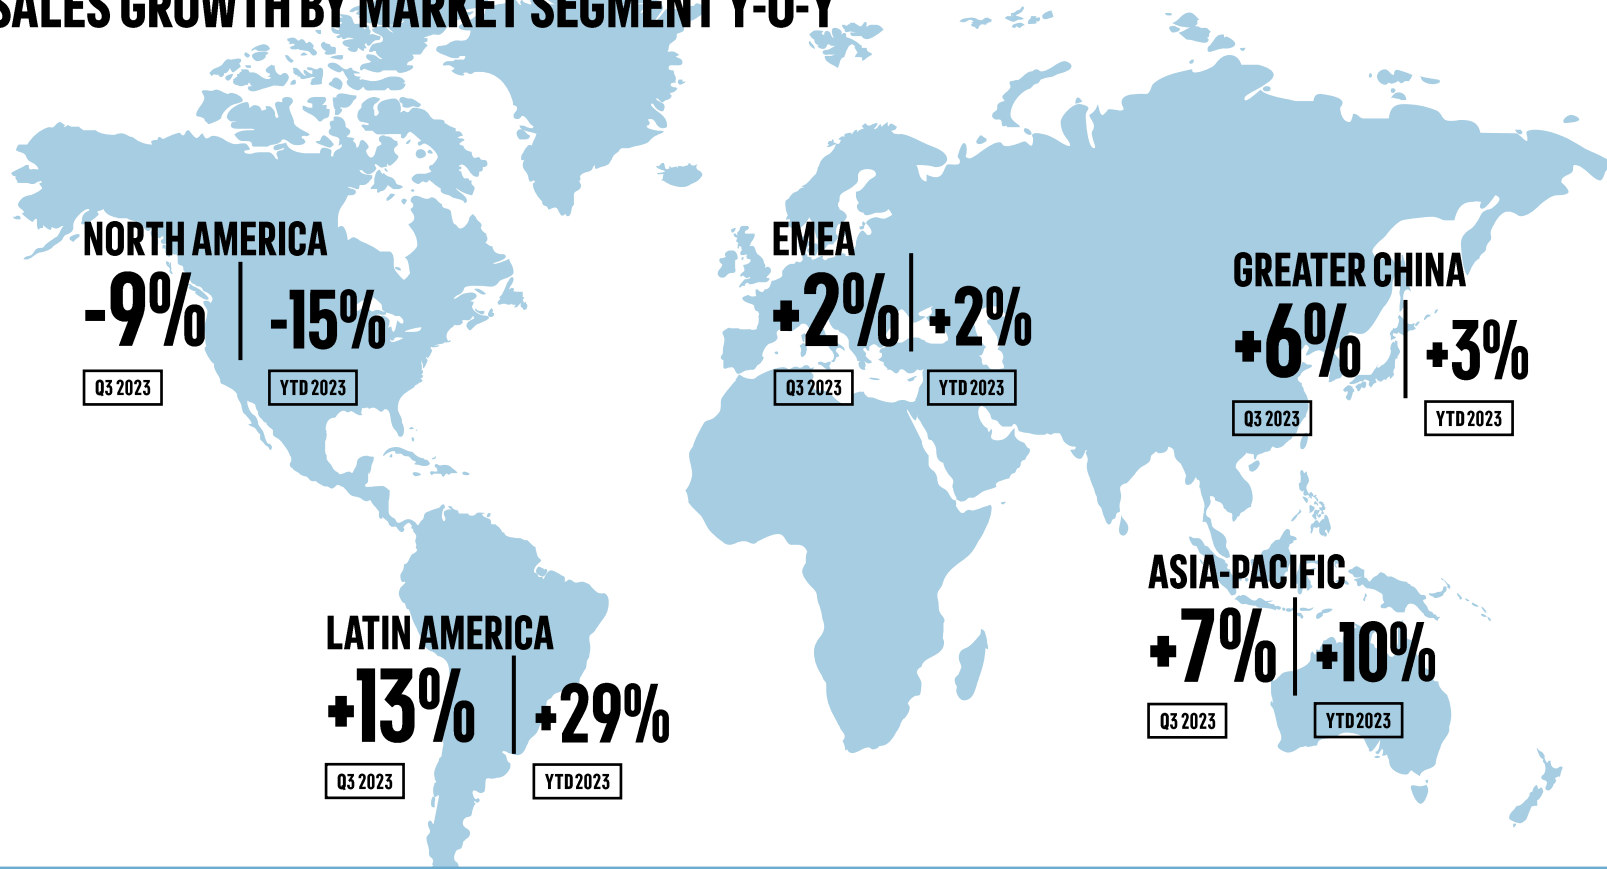 SALES GROWTH BY MARKET SEGMENT Y-O-Y
NORTH AMERICA
-9% -15%
Q3 2023 YTD 2023
EMEA
+2% +2%
Q3 2023 YTD 2023
GREATER CHINA
+6% +3%
Q3 2023 YTD 2023
ASIA-PACIFIC
+7% +10%
Q3 2023 YTD 2023
LATIN AMERICA
+13% +29%
Q3 2023 YTD 2023